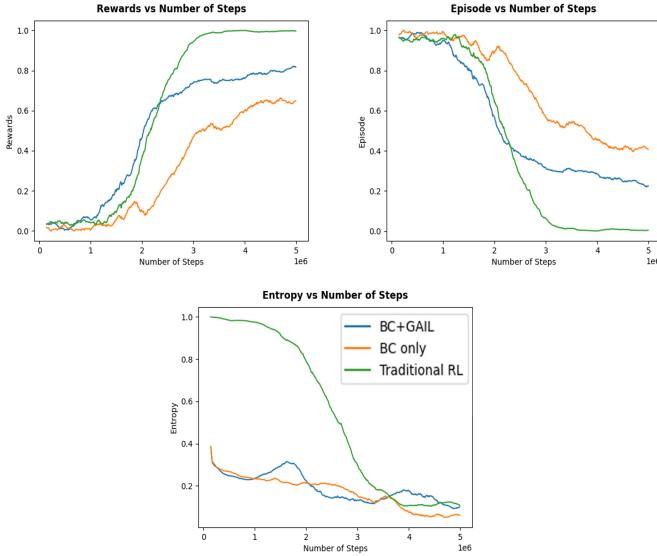 Rewards vs Number of Steps
1.0
0.8
0.6
0.4
0.2
0.0
Rewards
0 1 2 3 4 5
1e6
Number of Steps
Episode vs Number of Steps
1.0
0.8
0.6
0.4
0.2
0.0
Episode
0 1 2 3 4 5
1e6
Number of Steps
Entropy vs Number of Steps
1.0
0.8
0.6
0.4
0.2
Entropy
BC+GAIL
BC only
Traditional RL
0 1 2 3 4 5
1e6
Number of Steps